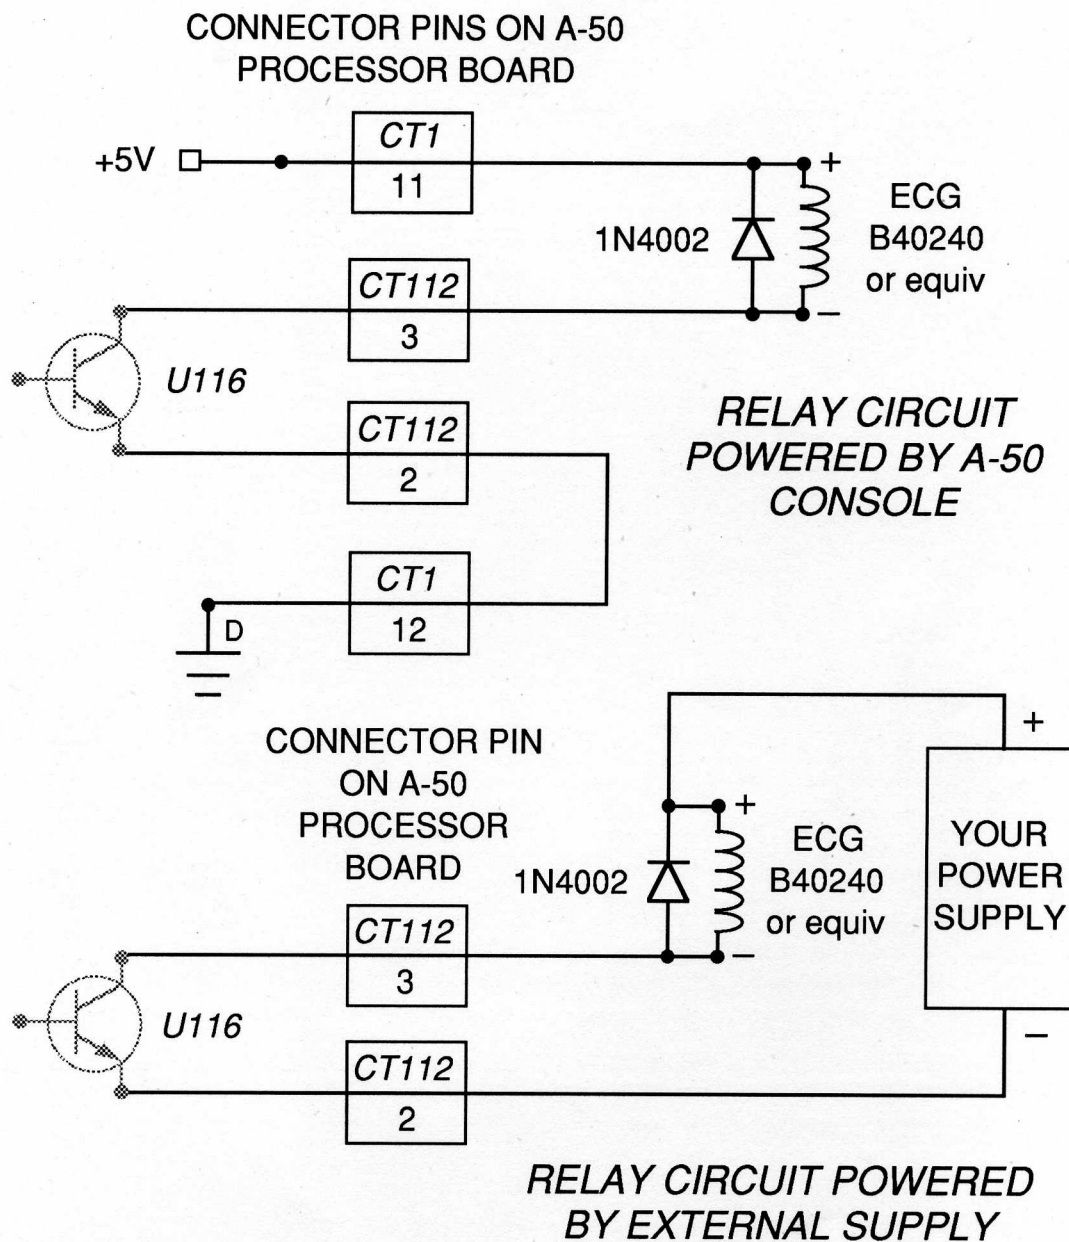 CONNECTOR PINS ON A-50
PROCESSOR BOARD
+5V
CT1
11
+
1N4002
ECG
B40240
or equiv
CT112
3
−
U116
CT112
2
RELAY CIRCUIT
POWERED BY A-50
CONSOLE
CT1
12
D
CONNECTOR PIN
ON A-50
PROCESSOR
BOARD
+
+
1N4002
ECG
B40240
or equiv
YOUR
POWER
SUPPLY
CT112
3
−
U116
−
CT112
2
RELAY CIRCUIT POWERED
BY EXTERNAL SUPPLY